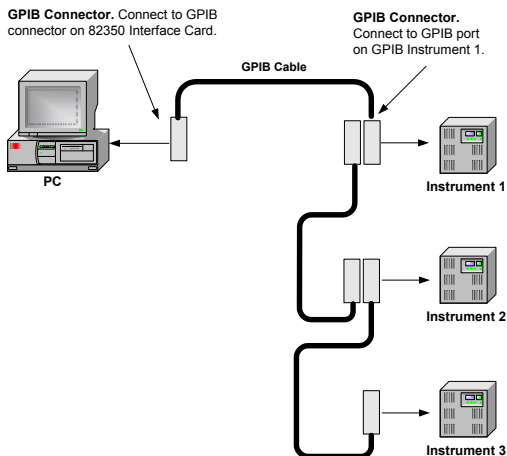 GPIB Connector. Connect to GPIB
connector on 82350 Interface Card.
GPIB Connector.
Connect to GPIB port
on GPIB Instrument 1.
GPIB Cable
PC
Instrument 1
Instrument 2
Instrument 3